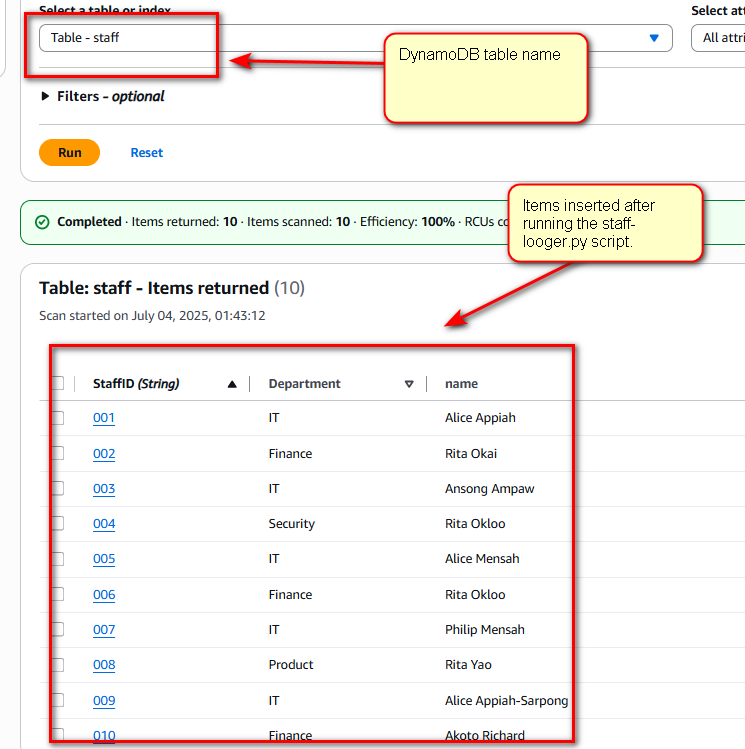 Select a table or index
Select att
Table - staff
All attri
DynamoDB table name
Filters - optional
Run
Reset
Completed · Items returned: 10 · Items scanned: 10 · Efficiency: 100% · RCUs co
Items inserted after
running the staff-
looger.py script.
Table: staff - Items returned (10)
Scan started on July 04, 2025, 01:43:12
StaffID (String) Department name
001 IT Alice Appiah
002 Finance Rita Okai
003 IT Ansong Ampaw
004 Security Rita Okloo
005 IT Alice Mensah
006 Finance Rita Okloo
007 IT Philip Mensah
008 Product Rita Yao
009 IT Alice Appiah-Sarpong
010 Finance Akoto Richard